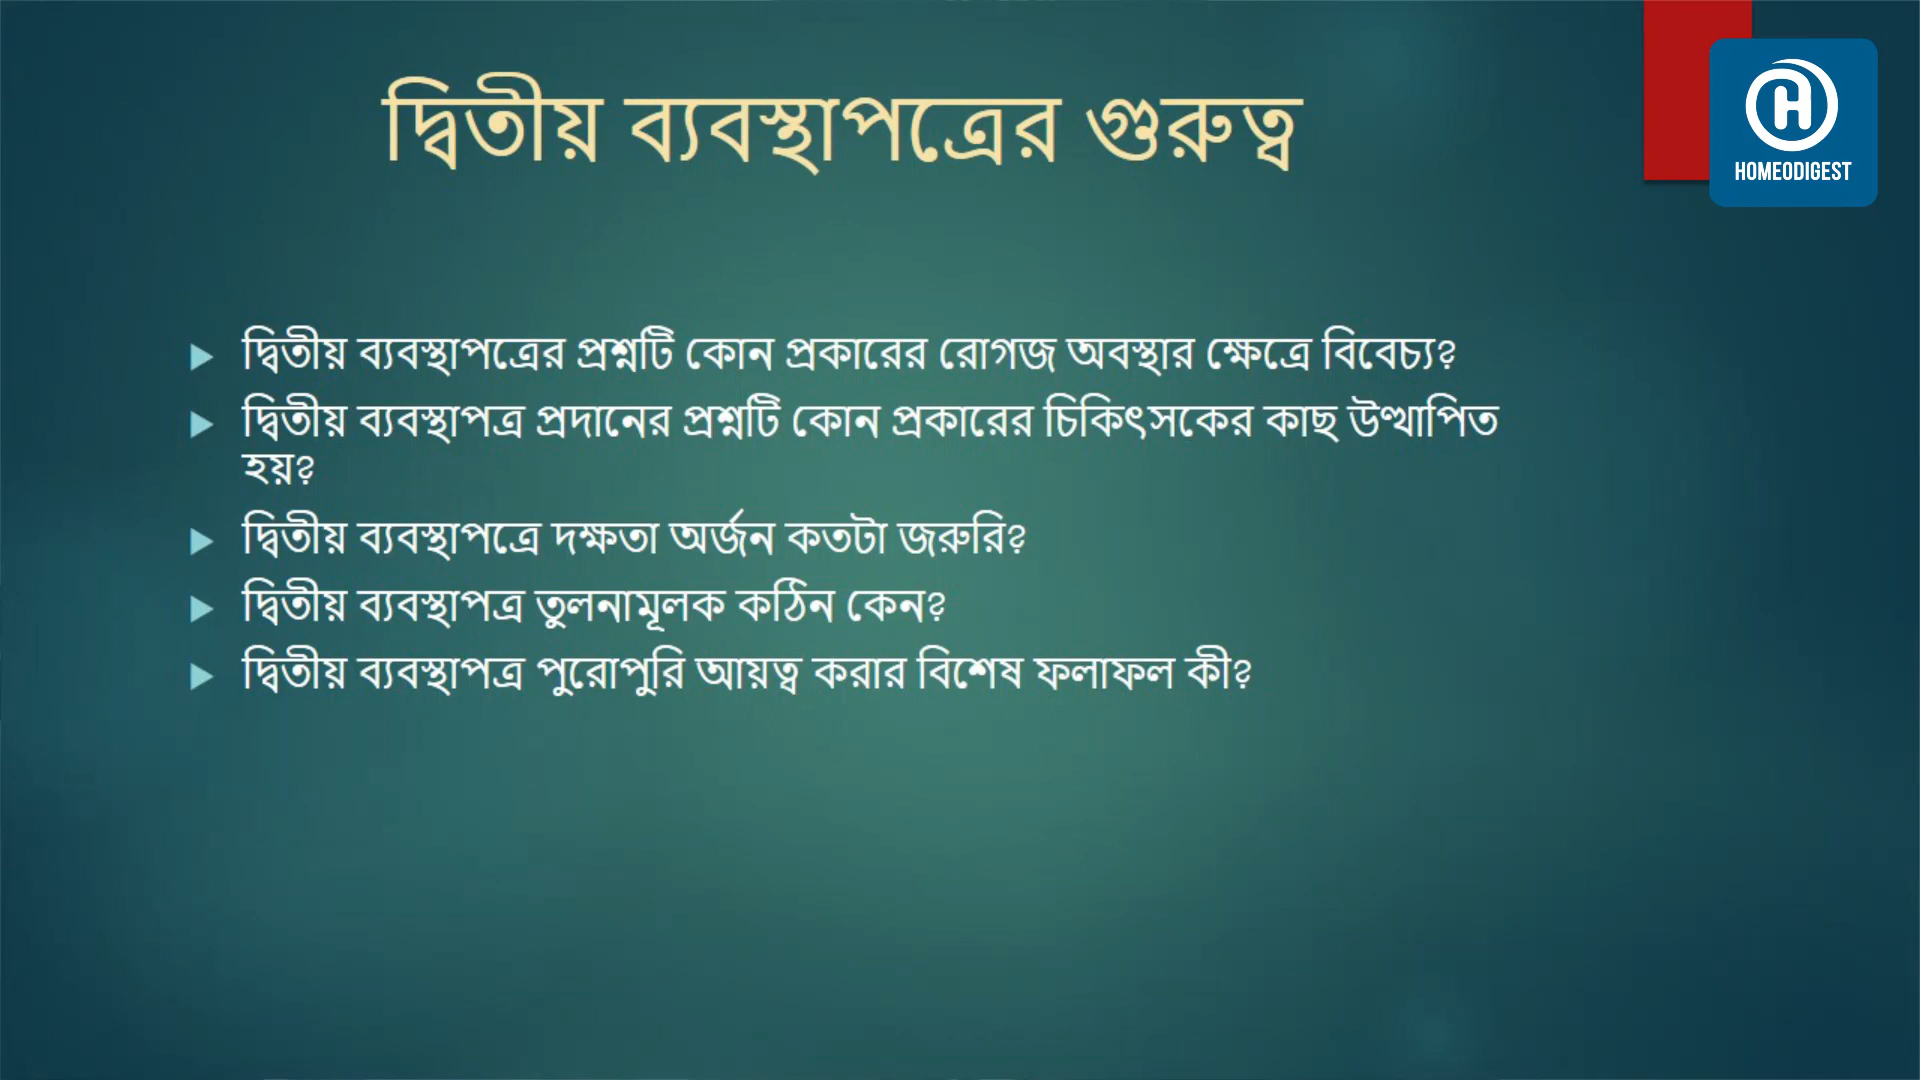 দ্বিতীয় ব্যবস্থাপত্রের গুরুত্ব
HOMEODIGEST
দ্বিতীয় ব্যবস্থাপত্রের প্রশ্নটি কোন প্রকারের রোগজ অবস্থার ক্ষেত্রে বিবেচ্য?
দ্বিতীয় ব্যবস্থাপত্র প্রদানের প্রশ্নটি কোন প্রকারের চিকিৎসকের কাছ উত্থাপিত
হয়?
দ্বিতীয় ব্যবস্থাপত্রে দক্ষতা অর্জন কতটা জরুরি?
দ্বিতীয় ব্যবস্থাপত্র তুলনামূলক কঠিন কেন?
দ্বিতীয় ব্যবস্থাপত্র পুরোপুরি আয়ত্ব করার বিশেষ ফলাফল কী?